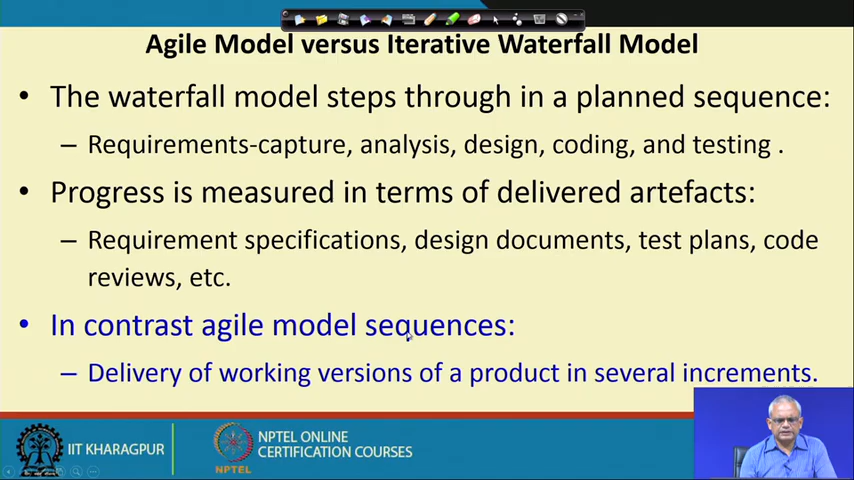 Agile Model versus Iterative Waterfall Model
• The waterfall model steps through in a planned sequence:
– Requirements-capture, analysis, design, coding, and testing .
• Progress is measured in terms of delivered artefacts:
– Requirement specifications, design documents, test plans, code
reviews, etc.
• In contrast agile model sequences:
– Delivery of working versions of a product in several increments.
IIT KHARAGPUR
NPTEL
NPTEL ONLINE
CERTIFICATION COURSES